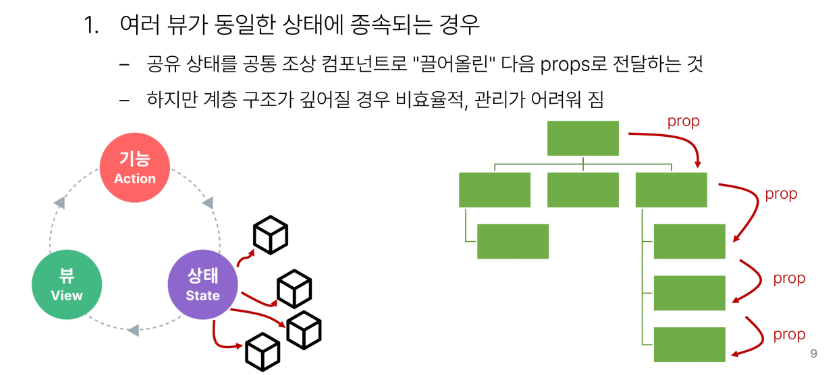 1. 여러 뷰가 동일한 상태에 종속되는 경우
– 공유 상태를 공통 조상 컴포넌트로 "끌어올린" 다음 props로 전달하는 것
– 하지만 계층 구조가 깊어질 경우 비효율적, 관리가 어려워 짐
기능
Action
뷰
View
상태
State
prop
prop
prop
prop
9